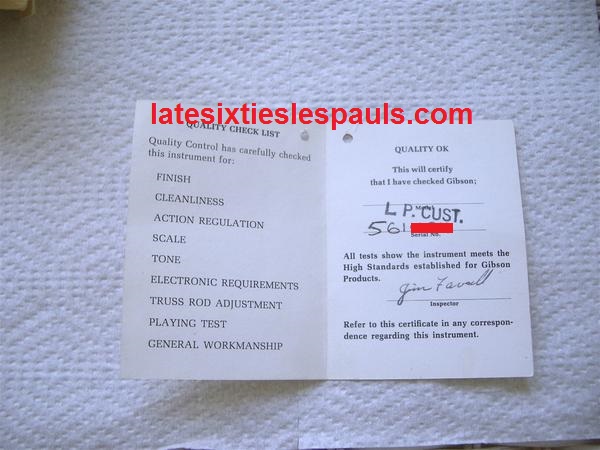 latesixtieslespauls.com
QUALITY CHECK LIST
Quality Control has carefully checked
this instrument for:
FINISH
CLEANLINESS
ACTION REGULATION
SCALE
TONE
ELECTRONIC REQUIREMENTS
TRUSS ROD ADJUSTMENT
PLAYING TEST
GENERAL WORKMANSHIP
QUALITY OK
This will certify
that I have checked Gibson;
L P. CUST.
Model
561
Serial No.
All tests show the instrument meets the
High Standards established for Gibson
Products.
Jim
Inspector
Refer to this certificate in any correspon-
dence regarding this instrument.